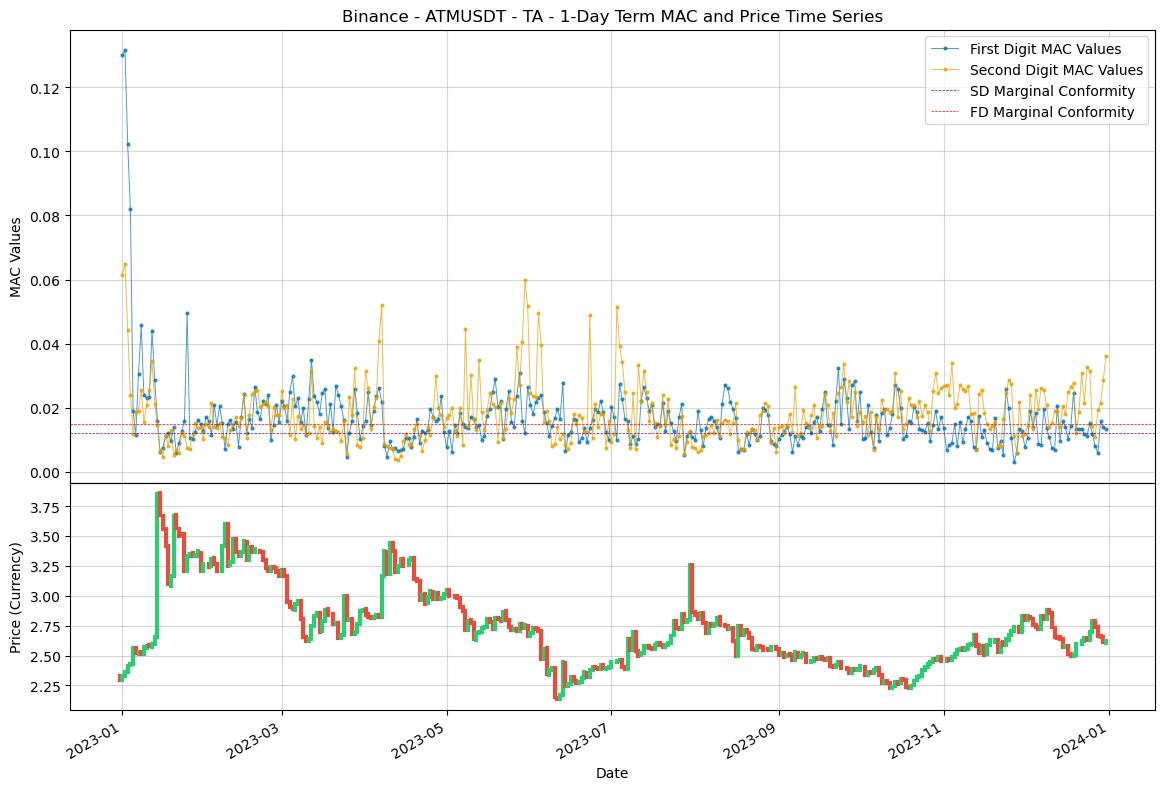 Binance - ATMUSDT - TA - 1-Day Term MAC and Price Time Series
First Digit MAC Values
Second Digit MAC Values
SD Marginal Conformity
FD Marginal Conformity
MAC Values
0.12
0.10
0.08
0.06
0.04
0.02
0.00
Price (Currency)
3.75
3.50
3.25
3.00
2.75
2.50
2.25
2023-01
2023-03
2023-05
2023-07
2023-09
2023-11
2024-01
Date